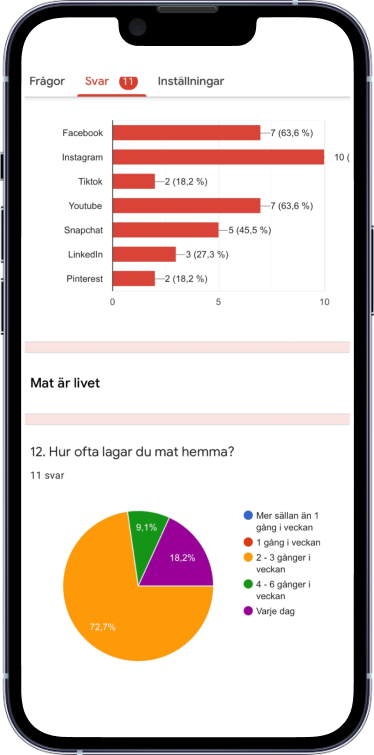 Frågor Svar 11 Inställningar
Facebook 7 (63,6 %)
Instagram 10 (
Tiktok 2 (18,2 %)
Youtube 7 (63,6 %)
Snapchat 5 (45,5 %)
LinkedIn 3 (27,3 %)
Pinterest 2 (18,2 %)
0 5 10
Mat är livet
12. Hur ofta lagar du mat hemma?
11 svar
9,1%
18,2%
72,7%
Mer sällan än 1
gång i veckan
1 gång i veckan
2 - 3 gånger i
veckan
4 - 6 gånger i
veckan
Varje dag